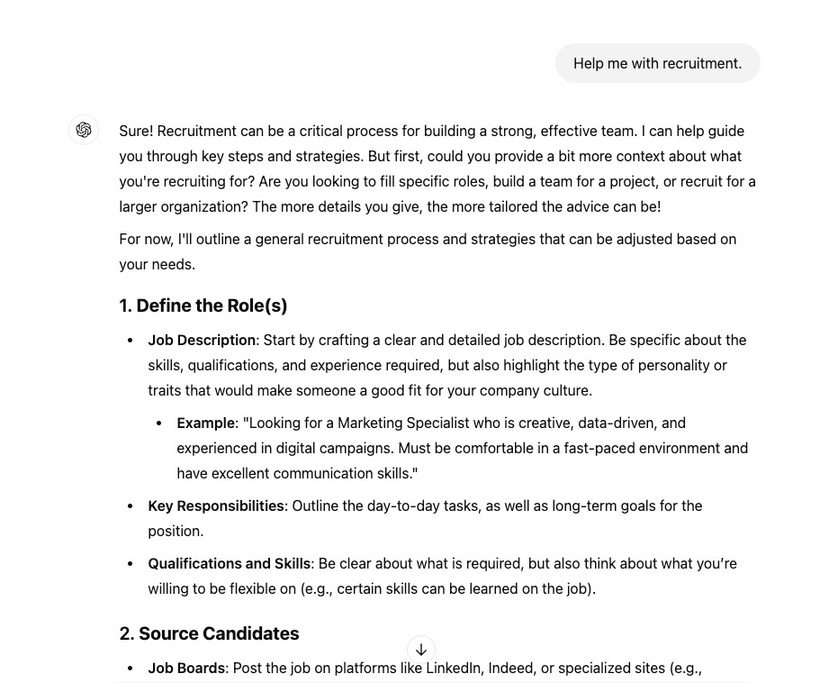 Help me with recruitment.
Sure! Recruitment can be a critical process for building a strong, effective team. I can help guide
you through key steps and strategies. But first, could you provide a bit more context about what
you're recruiting for? Are you looking to fill specific roles, build a team for a project, or recruit for a
larger organization? The more details you give, the more tailored the advice can be!
For now, I'll outline a general recruitment process and strategies that can be adjusted based on
your needs.
1. Define the Role(s)
• Job Description: Start by crafting a clear and detailed job description. Be specific about the
skills, qualifications, and experience required, but also highlight the type of personality or
traits that would make someone a good fit for your company culture.
• Example: "Looking for a Marketing Specialist who is creative, data-driven, and
experienced in digital campaigns. Must be comfortable in a fast-paced environment and
have excellent communication skills."
• Key Responsibilities: Outline the day-to-day tasks, as well as long-term goals for the
position.
• Qualifications and Skills: Be clear about what is required, but also think about what you’re
willing to be flexible on (e.g., certain skills can be learned on the job).
2. Source Candidates
• Job Boards: Post the job on platforms like LinkedIn, Indeed, or specialized sites (e.g.,